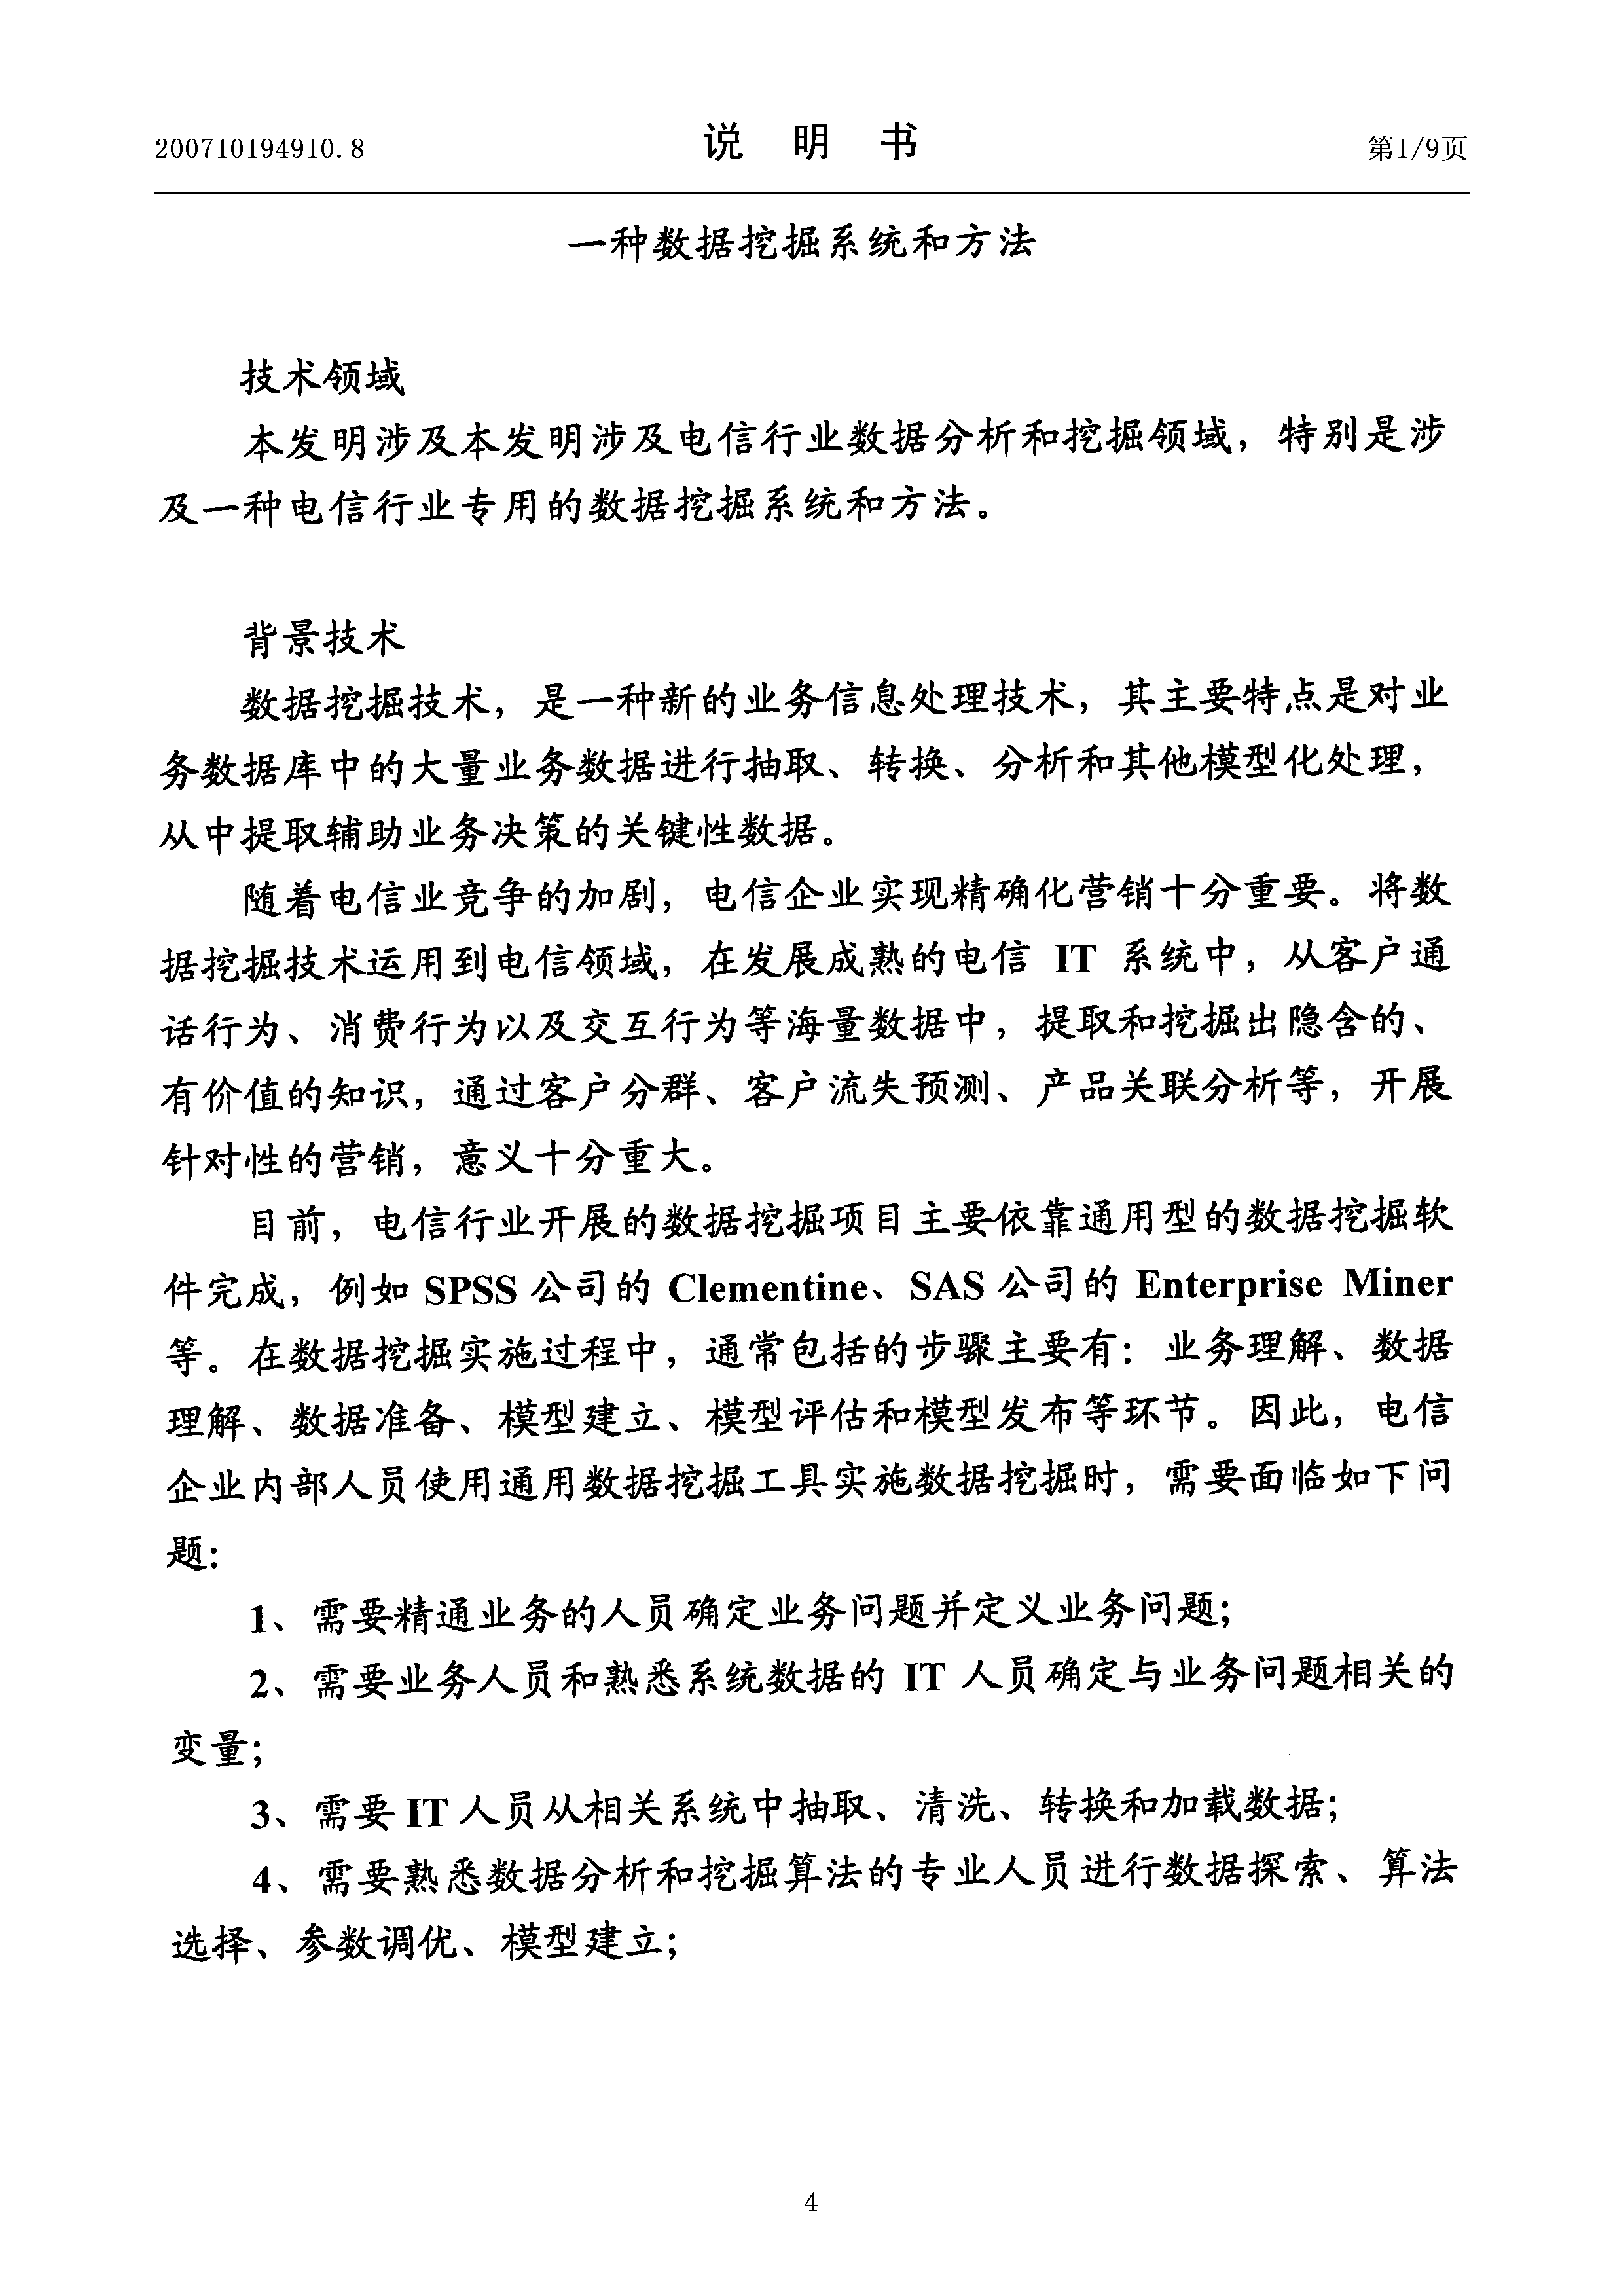 200710194910.8
说 明 书
第1/9页
一种数据挖掘系统和方法
技术领域
本发明涉及本发明涉及电信行业数据分析和挖掘领域，特别是涉
及一种电信行业专用的数据挖掘系统和方法。
背景技术
数据挖掘技术，是一种新的业务信息处理技术，其主要特点是对业
务数据库中的大量业务数据进行抽取、转换、分析和其他模型化处理，
从中提取辅助业务决策的关键性数据。
随着电信业竞争的加剧，电信企业实现精确化营销十分重要。将数
据挖掘技术运用到电信领域，在发展成熟的电信 IT 系统中，从客户通
话行为、消费行为以及交互行为等海量数据中，提取和挖掘出隐含的、
有价值的知识，通过客户分群、客户流失预测、产品关联分析等，开展
针对性的营销，意义十分重大。
目前，电信行业开展的数据挖掘项目主要依靠通用型的数据挖掘软
件完成，例如 SPSS 公司的 Clementine、SAS 公司的 Enterprise Miner
等。在数据挖掘实施过程中，通常包括的步骤主要有：业务理解、数据
理解、数据准备、模型建立、模型评估和模型发布等环节。因此，电信
企业内部人员使用通用数据挖掘工具实施数据挖掘时，需要面临如下问
题：
1、需要精通业务的人员确定业务问题并定义业务问题；
2、需要业务人员和熟悉系统数据的 IT 人员确定与业务问题相关的
变量；
3、需要 IT 人员从相关系统中抽取、清洗、转换和加载数据；
4、需要熟悉数据分析和挖掘算法的专业人员进行数据探索、算法
选择、参数调优、模型建立；
4